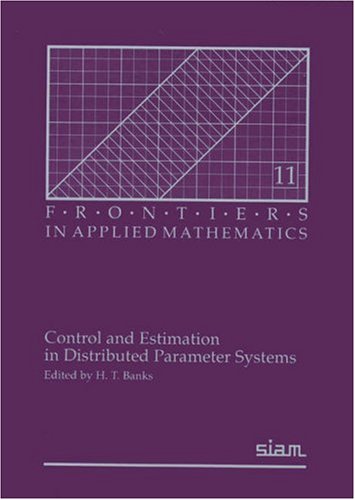 11
F·R·O·N·T·I·E·R·S
IN APPLIED MATHEMATICS
Control and Estimation
in Distributed Parameter Systems
Edited by H. T. Banks
siam